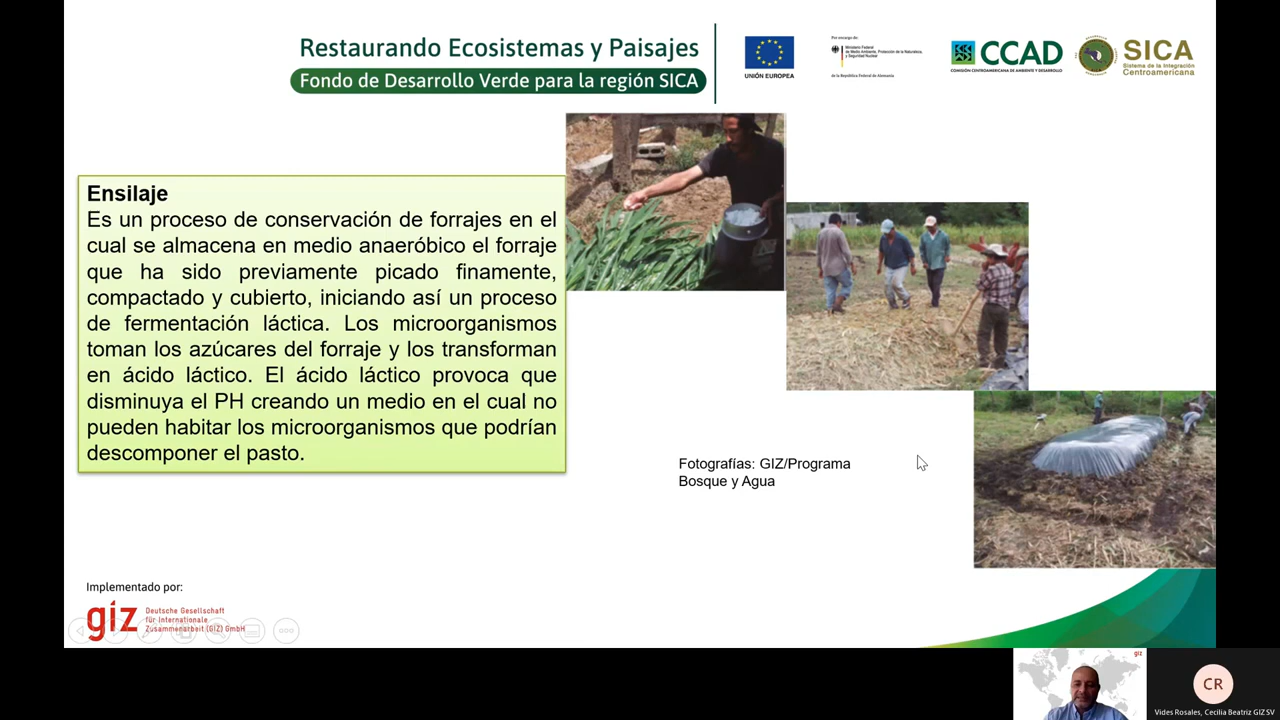 Restaurando Ecosistemas y Paisajes
Fondo de Desarrollo Verde para la región SICA
UNIÓN EUROPEA
Por encargo de:
Ministerio Federal
de Medio Ambiente, Protección de la Naturaleza,
y Seguridad Nuclear
de la República Federal de Alemania
CCAD
COMISIÓN CENTROAMERICANA DE AMBIENTE Y DESARROLLO
SICA
Sistema de la Integración
Centroamericana
Ensilaje
Es un proceso de conservación de forrajes en el
cual se almacena en medio anaeróbico el forraje
que ha sido previamente picado finamente,
compactado y cubierto, iniciando así un proceso
de fermentación láctica. Los microorganismos
toman los azúcares del forraje y los transforman
en ácido láctico. El ácido láctico provoca que
disminuya el PH creando un medio en el cual no
pueden habitar los microorganismos que podrían
descomponer el pasto.
Fotografías: GIZ/Programa
Bosque y Agua
Implementado por:
giz
Deutsche Gesellschaft
für Internationale
Zusammenarbeit (GIZ) GmbH
giz
CR
Vides Rosales, Cecilia Beatriz GIZ SV